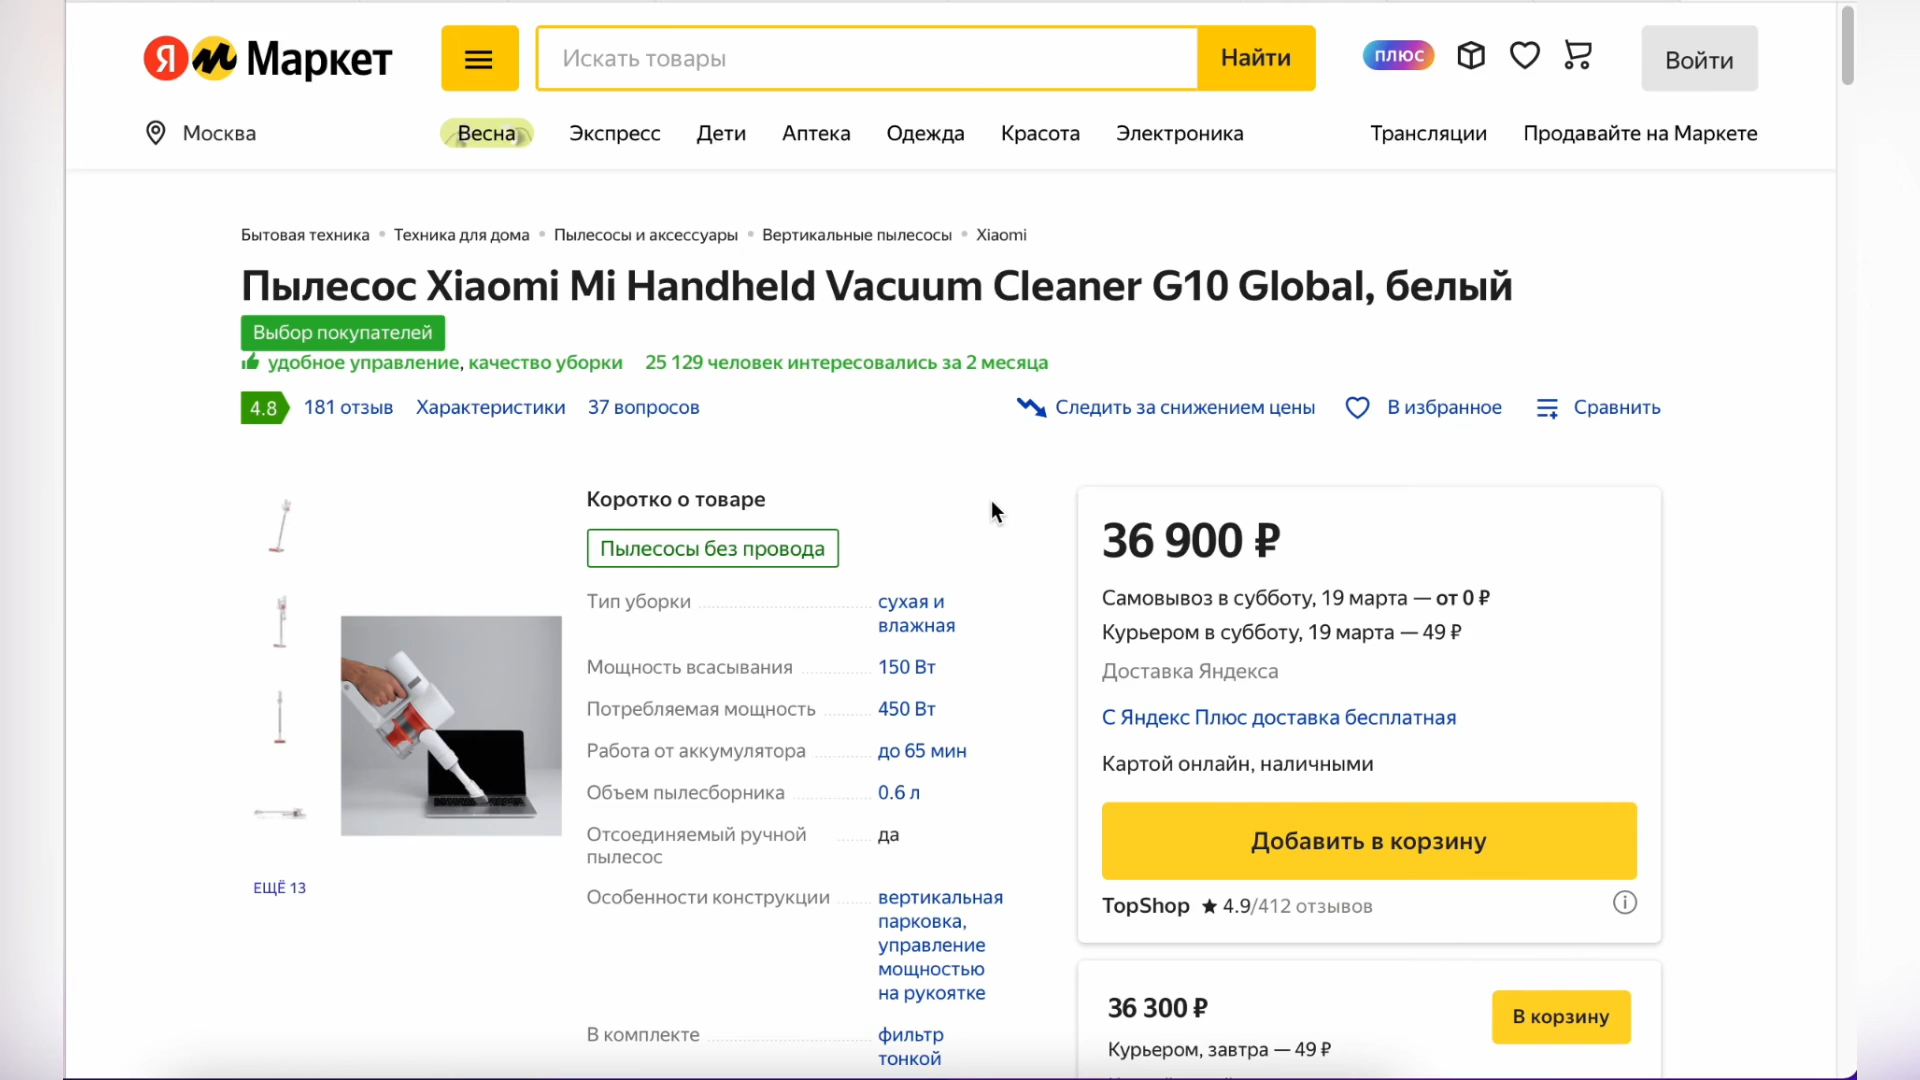 Я Маркет
Искать товары
Найти
плюс
Войти
Москва
Весна
Экспресс
Дети
Аптека
Одежда
Красота
Электроника
Трансляции
Продавайте на Маркете
Бытовая техника • Техника для дома • Пылесосы и аксессуары • Вертикальные пылесосы • Xiaomi
Пылесос Xiaomi Mi Handheld Vacuum Cleaner G10 Global, белый
Выбор покупателей
удобное управление, качество уборки 25 129 человек интересовались за 2 месяца
4.8 181 отзыв Характеристики 37 вопросов
Следить за снижением цены
В избранное
Сравнить
ЕЩЁ 13
Коротко о товаре
Пылесосы без провода
Тип уборки сухая и
влажная
Мощность всасывания 150 Вт
Потребляемая мощность 450 Вт
Работа от аккумулятора до 65 мин
Объем пылесборника 0.6 л
Отсоединяемый ручной да
пылесос
Особенности конструкции вертикальная
парковка,
управление
мощностью
на рукоятке
В комплекте фильтр
тонкой
36 900 ₽
Самовывоз в субботу, 19 марта — от 0 ₽
Курьером в субботу, 19 марта — 49 ₽
Доставка Яндекса
С Яндекс Плюс доставка бесплатная
Картой онлайн, наличными
Добавить в корзину
TopShop ★ 4.9/412 отзывов
36 300 ₽
В корзину
Курьером, завтра — 49 ₽